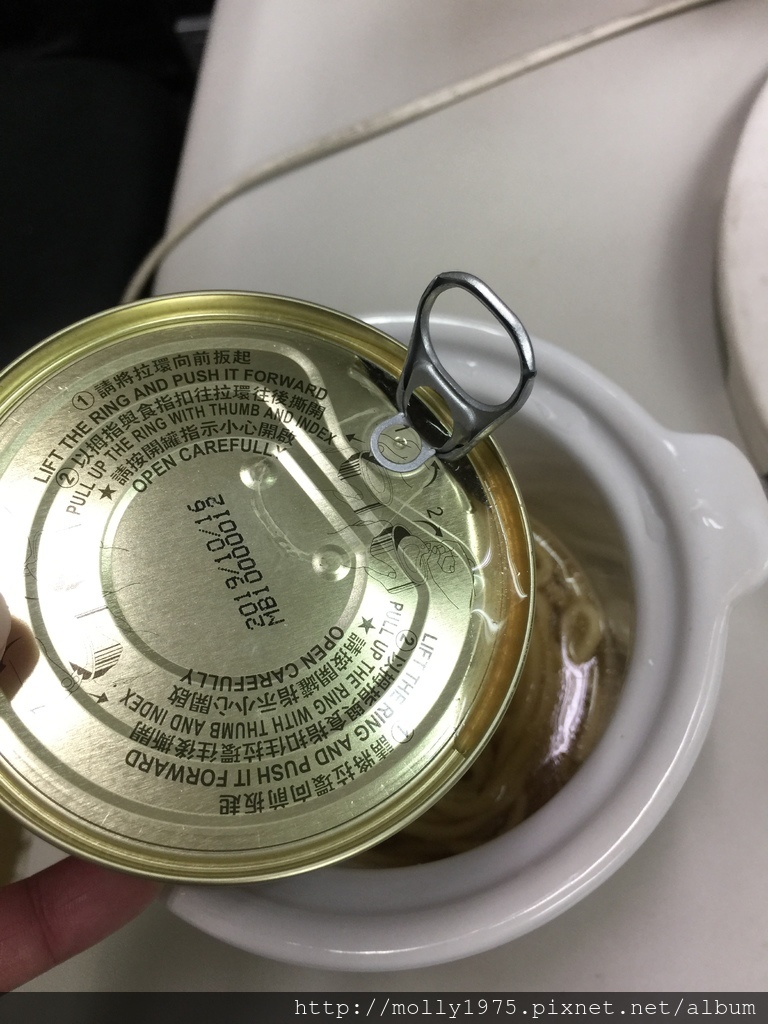 ① 請將拉環向前扳起
LIFT THE RING AND PUSH IT FORWARD
② 以拇指與食指扣往拉環往後撕開
PULL UP THE RING WITH THUMB AND INDEX
★ 請按開罐指示小心開啟
OPEN CAREFULLY
2019/10/16
MB10000012
1
2
① 請將拉環向前扳起
LIFT THE RING AND PUSH IT FORWARD
② 以拇指與食指扣住拉環往後撕開
PULL UP THE RING WITH THUMB AND INDEX
★ 請按開罐指示小心開啟
OPEN CAREFULLY
http://molly1975.pixnet.net/album